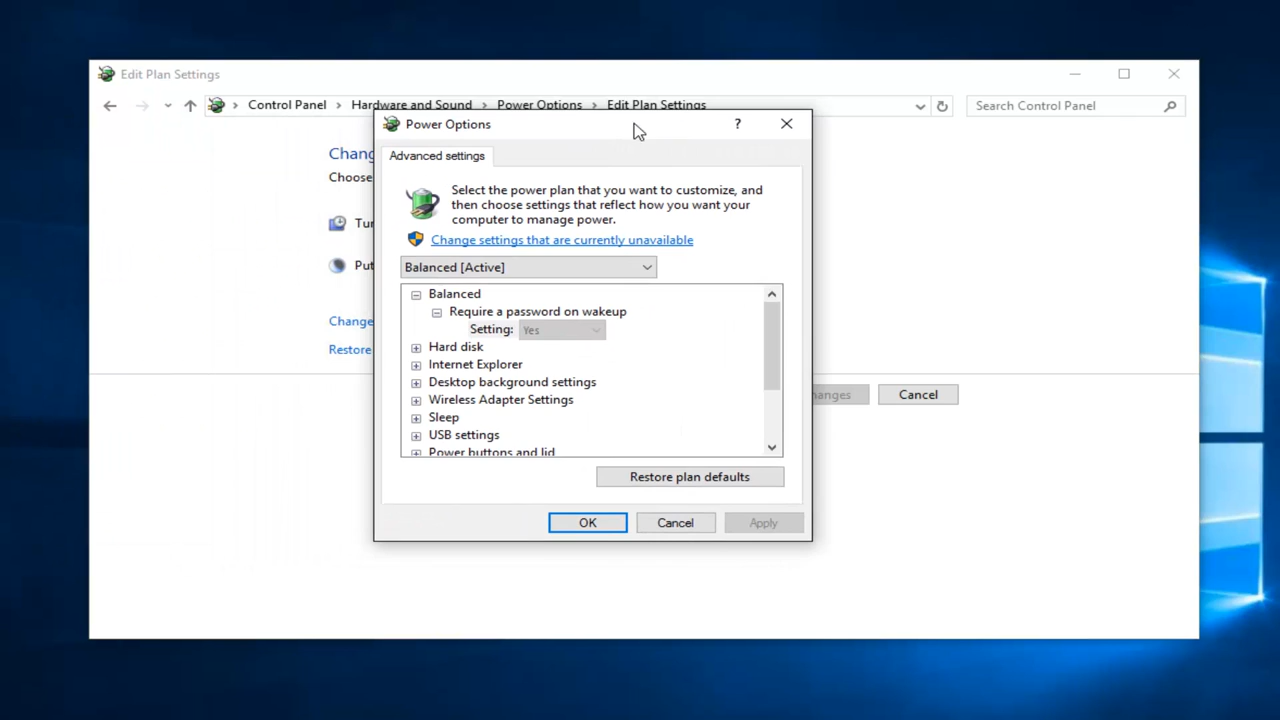 Edit Plan Settings
Control Panel > Hardware and Sound > Power Options > Edit Plan Settings
Search Control Panel
Power Options
?
Advanced settings
Chang
Choose
Tur
Put
Change
Restore
Select the power plan that you want to customize, and
then choose settings that reflect how you want your
computer to manage power.
Change settings that are currently unavailable
Balanced [Active]
Balanced
Require a password on wakeup
Setting: Yes
Hard disk
Internet Explorer
Desktop background settings
Wireless Adapter Settings
Sleep
USB settings
Power buttons and lid
Restore plan defaults
OK Cancel Apply
hanges Cancel